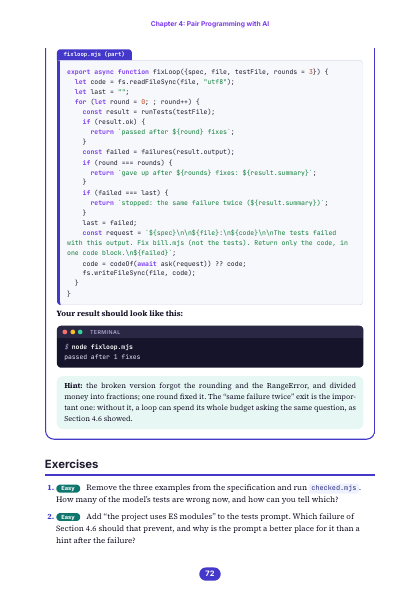 Chapter 4: Pair Programming with AI
fixloop.mjs (part)
export async function fixLoop({spec, file, testFile, rounds = 3}) {
let code = fs.readFileSync(file, "utf8");
let last = "";
for (let round = 0; ; round++) {
const result = runTests(testFile);
if (result.ok) {
return `passed after ${round} fixes`;
}
const failed = failures(result.output);
if (round === rounds) {
return `gave up after ${rounds} fixes: ${result.summary}`;
}
if (failed === last) {
return `stopped: the same failure twice (${result.summary})`;
}
last = failed;
const request = `${spec}\n\n${file}:\n${code}\n\nThe tests failed
with this output. Fix bill.mjs (not the tests). Return only the code, in
one code block.\n${failed}`;
code = codeOf(await ask(request)) ?? code;
fs.writeFileSync(file, code);
}
}
Your result should look like this:
TERMINAL
$ node fixloop.mjs
passed after 1 fixes
Hint: the broken version forgot the rounding and the RangeError, and divided
money into fractions; one round fixed it. The “same failure twice” exit is the impor-
tant one: without it, a loop can spend its whole budget asking the same question, as
Section 4.6 showed.
Exercises
1. Easy Remove the three examples from the specification and run checked.mjs.
How many of the model's tests are wrong now, and how can you tell which?
2. Easy Add “the project uses ES modules” to the tests prompt. Which failure of
Section 4.6 should that prevent, and why is the prompt a better place for it than a
hint after the failure?
72